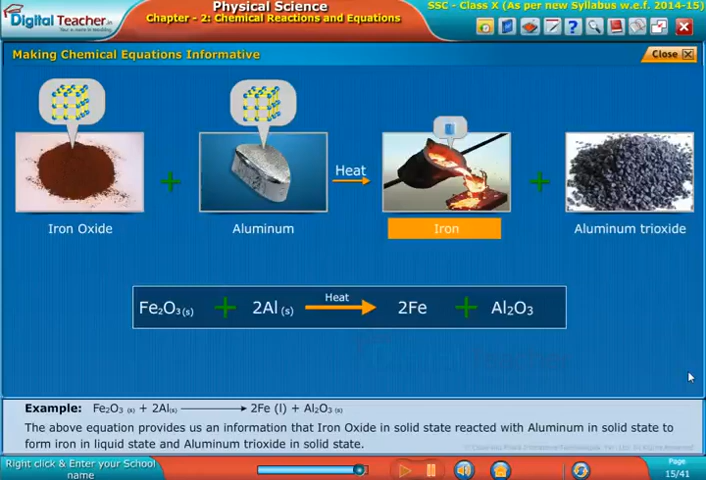 Physical Science
Chapter - 2: Chemical Reactions and Equations
SSC - Class X (As per new Syllabus w.e.f. 2014-15)
Digital Teacher.in
Making Chemical Equations Informative
Close
Heat
Iron Oxide
Aluminum
Iron
Aluminum trioxide
Fe₂O₃(s) + 2Al(s) Heat 2Fe + Al₂O₃
Example: Fe₂O₃ (s) + 2Al(s) ⟶ 2Fe (l) + Al₂O₃ (s)
The above equation provides us an information that Iron Oxide in solid state reacted with Aluminum in solid state to
form iron in liquid state and Aluminum trioxide in solid state.
Right click & Enter your School
name
Page
15/41